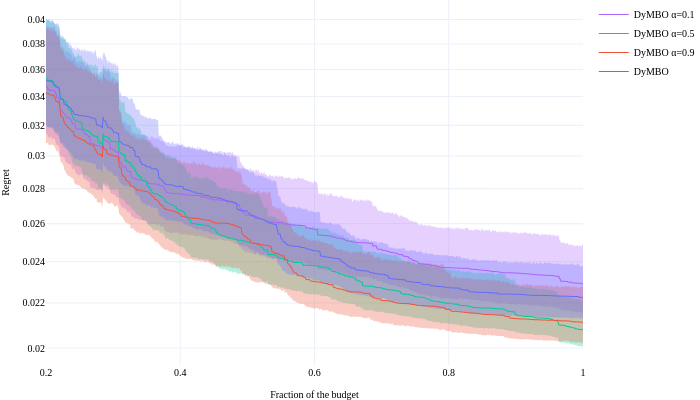 0.04
0.038
0.036
0.034
0.032
0.03
0.028
0.026
0.024
0.022
0.02
Regret
0.2
0.4
0.6
0.8
1
Fraction of the budget
DyMBO α=0.1
DyMBO α=0.5
DyMBO α=0.9
DyMBO